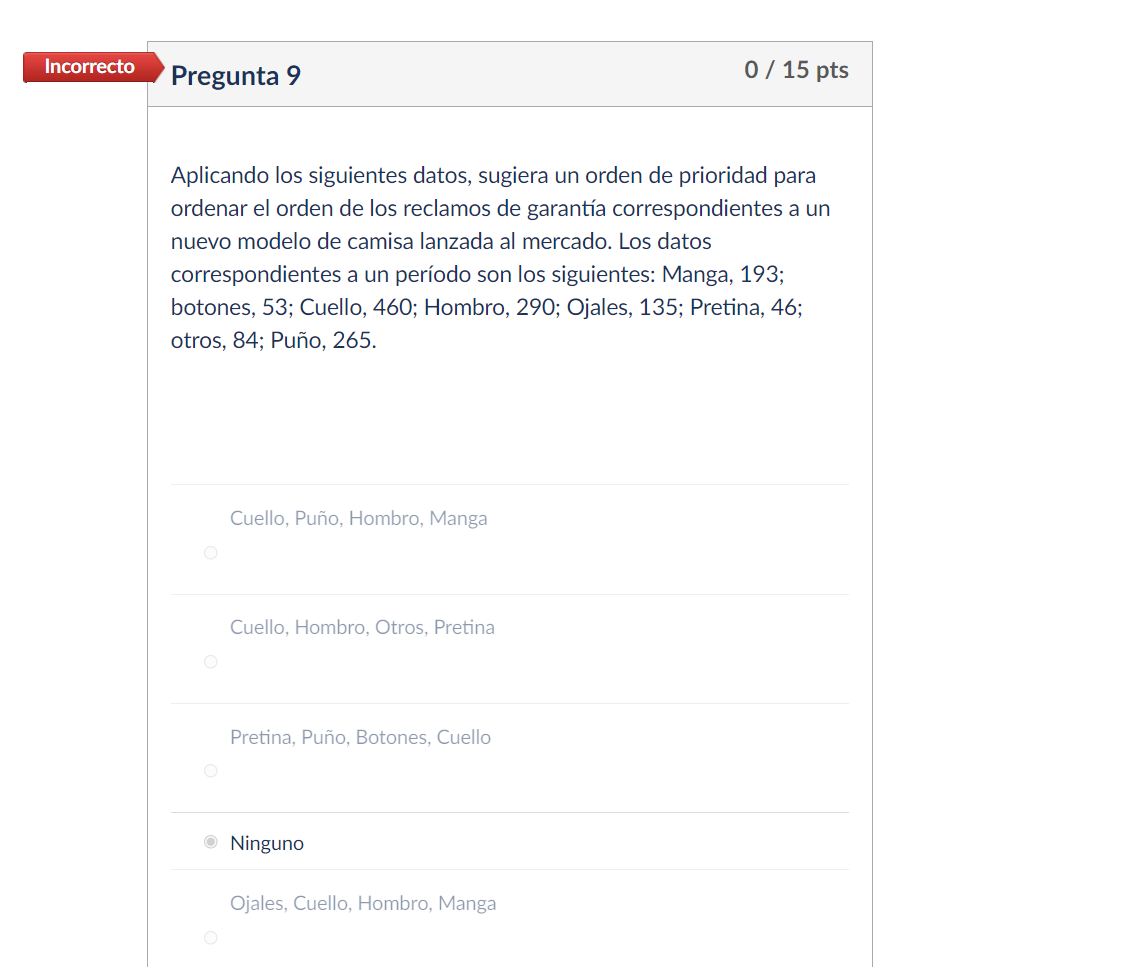 Incorrecto
Pregunta 9
0 / 15 pts
Aplicando los siguientes datos, sugiera un orden de prioridad para
ordenar el orden de los reclamos de garantía correspondientes a un
nuevo modelo de camisa lanzada al mercado. Los datos
correspondientes a un período son los siguientes: Manga, 193;
botones, 53; Cuello, 460; Hombro, 290; Ojales, 135; Pretina, 46;
otros, 84; Puño, 265.
Cuello, Puño, Hombro, Manga
Cuello, Hombro, Otros, Pretina
Pretina, Puño, Botones, Cuello
Ninguno
Ojales, Cuello, Hombro, Manga